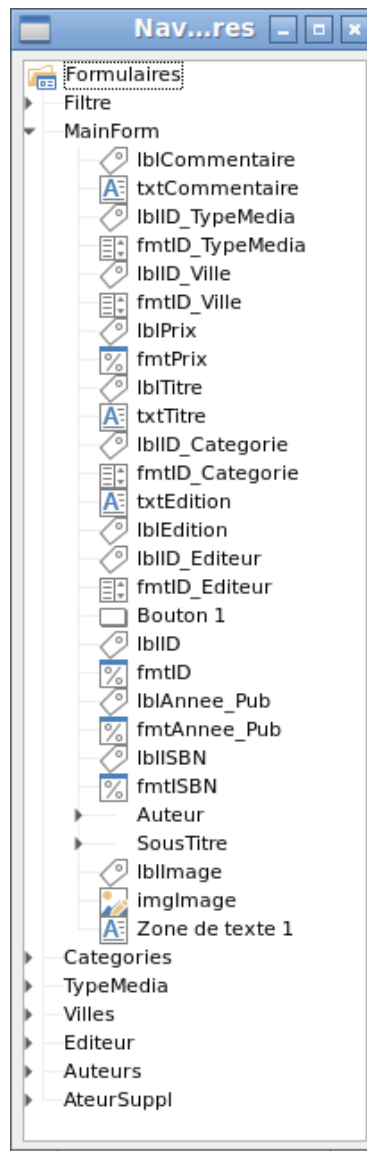 Nav...res
Formulaires
Filtre
MainForm
lblCommentaire
txtCommentaire
lblID_TypeMedia
fmtID_TypeMedia
lblID_Ville
fmtID_Ville
lblPrix
fmtPrix
lblTitre
txtTitre
lblID_Categorie
fmtID_Categorie
txtEdition
lblEdition
lblID_Editeur
fmtID_Editeur
Bouton 1
lblID
fmtID
lblAnnee_Pub
fmtAnnee_Pub
lblISBN
fmtISBN
Auteur
SousTitre
lblImage
imgImage
Zone de texte 1
Categories
TypeMedia
Villes
Editeur
Auteurs
AteurSuppl